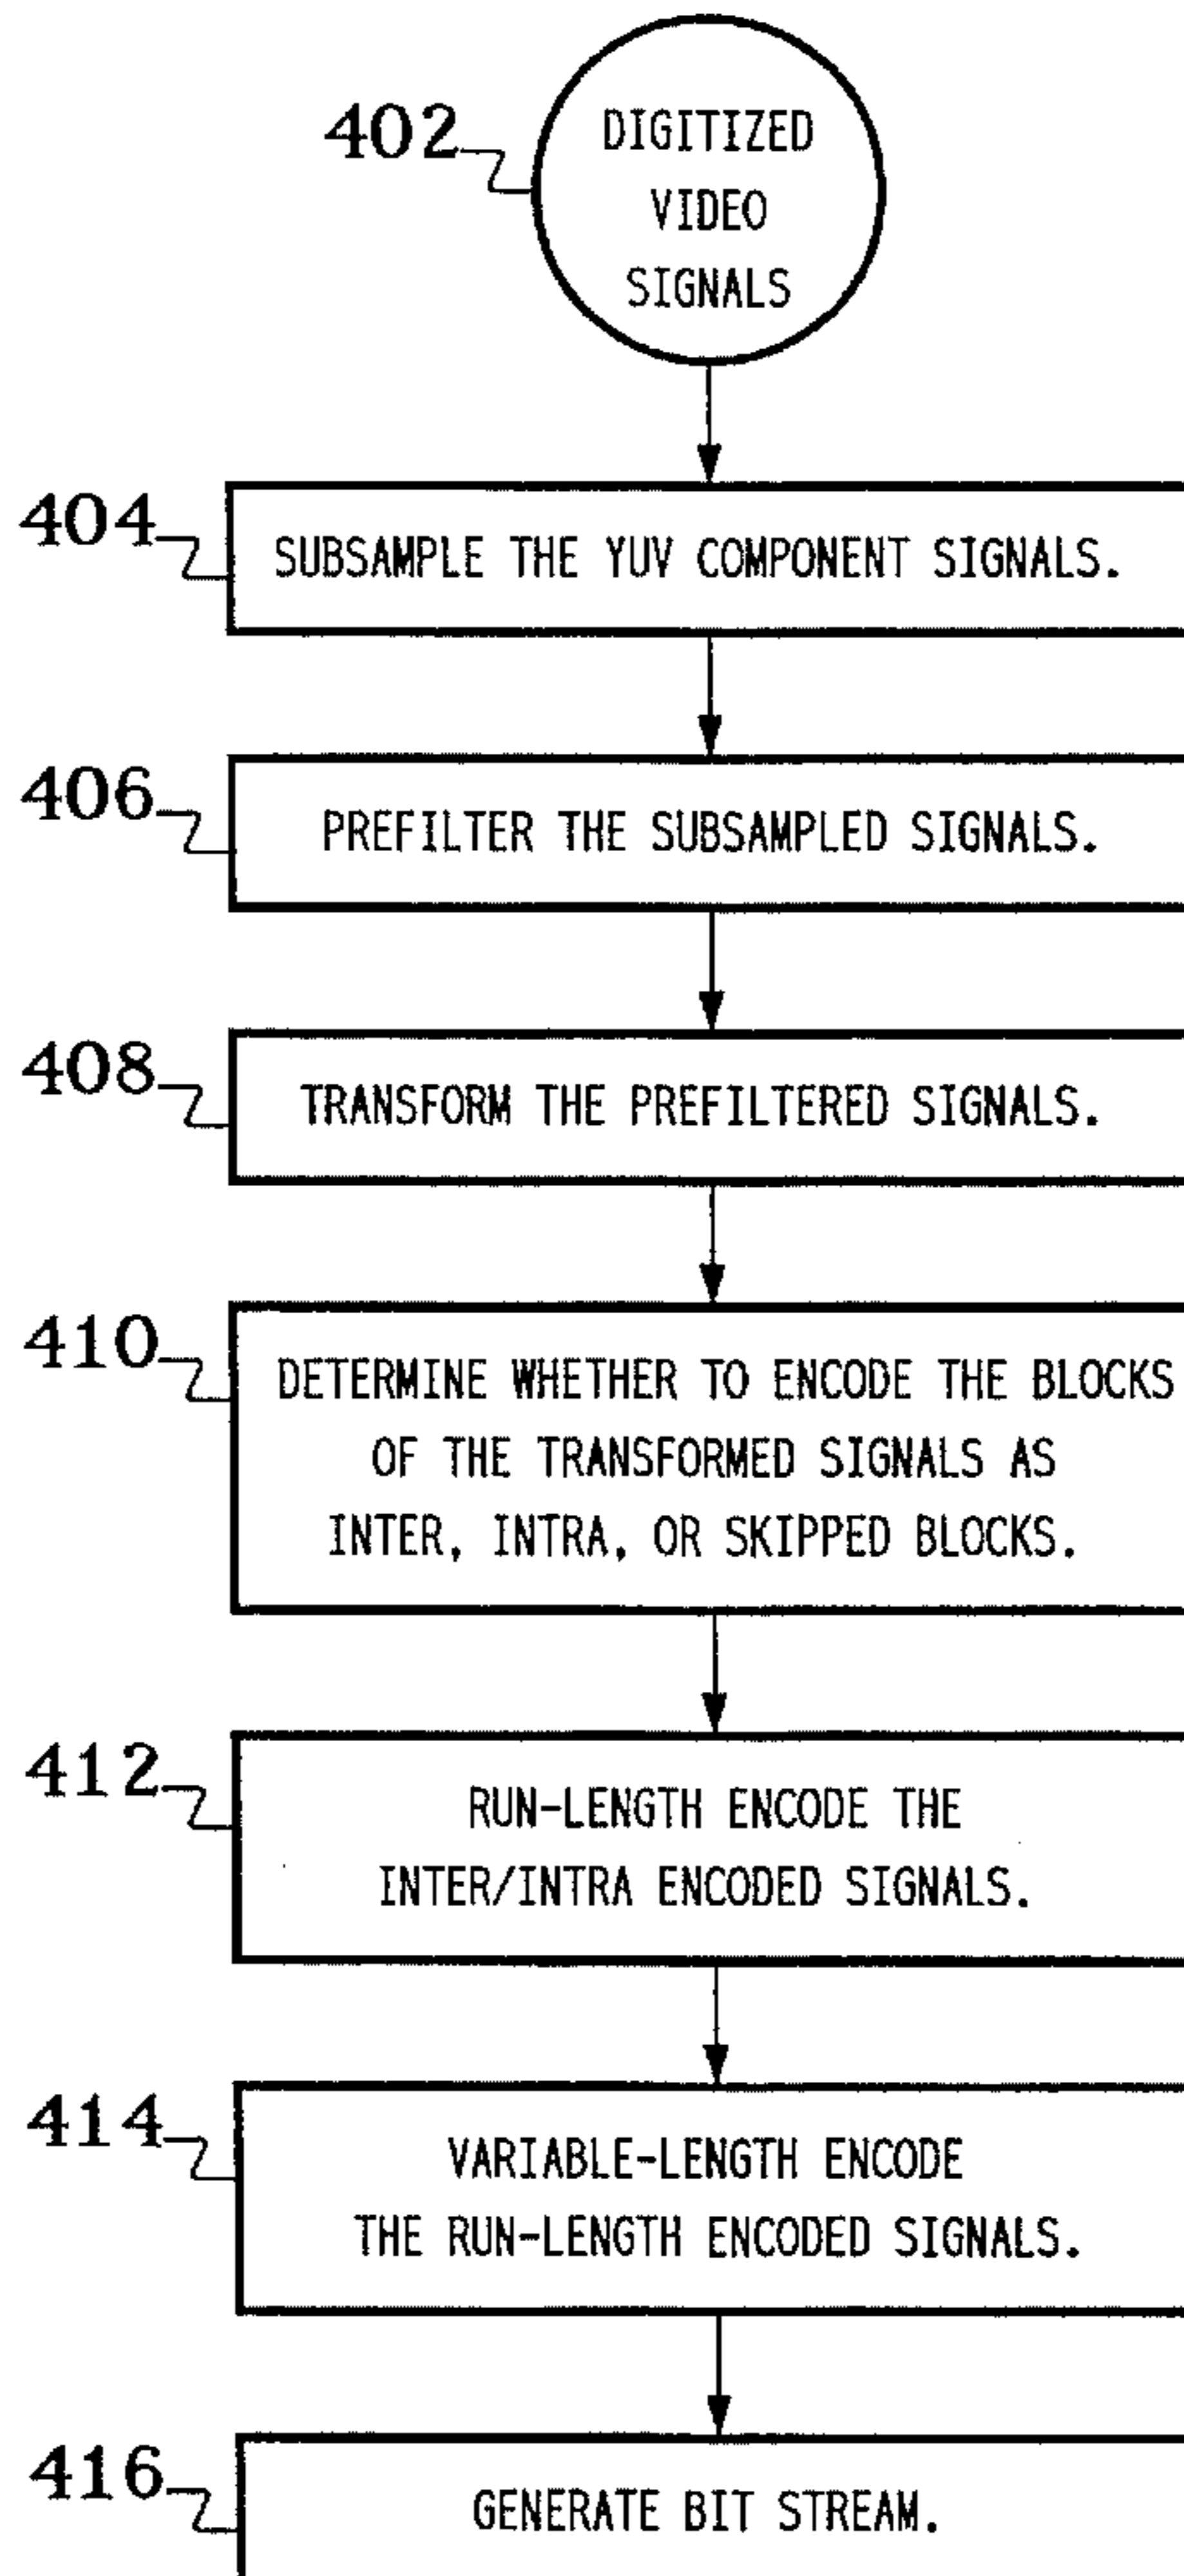 402
DIGITIZED
VIDEO
SIGNALS
404
SUBSAMPLE THE YUV COMPONENT SIGNALS.
406
PREFILTER THE SUBSAMPLED SIGNALS.
408
TRANSFORM THE PREFILTERED SIGNALS.
410
DETERMINE WHETHER TO ENCODE THE BLOCKS
OF THE TRANSFORMED SIGNALS AS
INTER, INTRA, OR SKIPPED BLOCKS.
412
RUN-LENGTH ENCODE THE
INTER/INTRA ENCODED SIGNALS.
414
VARIABLE-LENGTH ENCODE
THE RUN-LENGTH ENCODED SIGNALS.
416
GENERATE BIT STREAM.